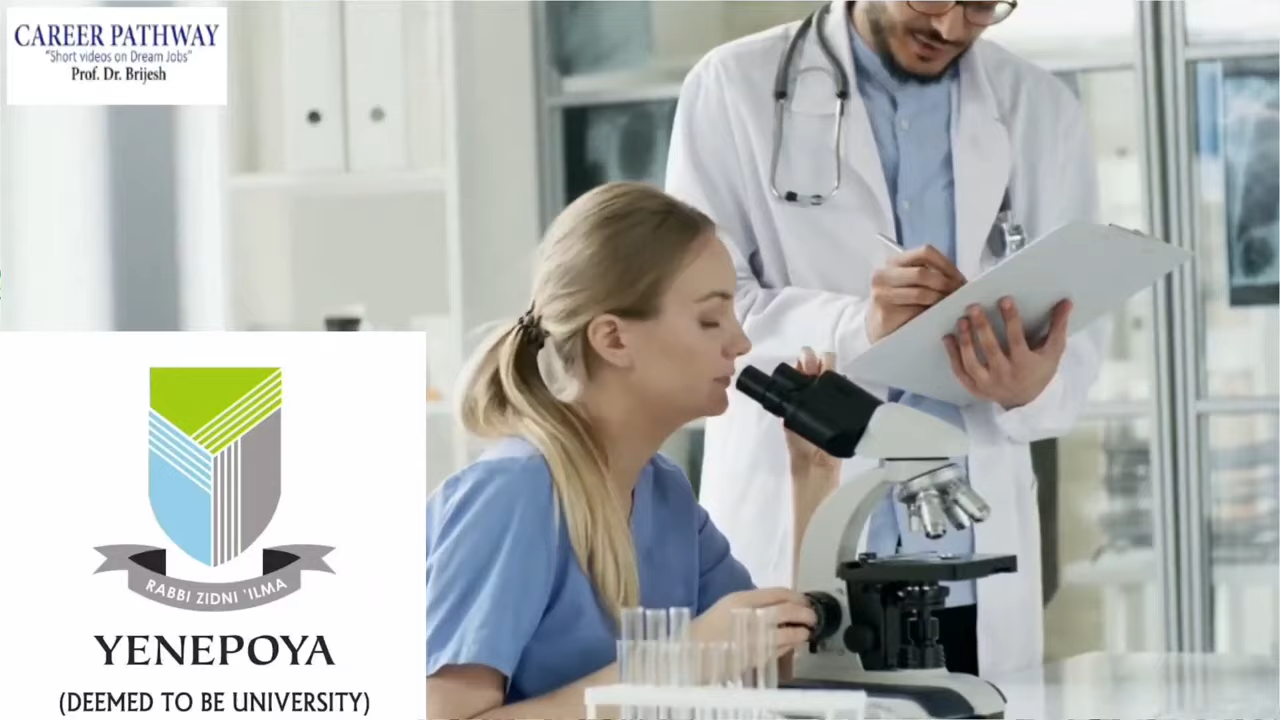 CAREER PATHWAY
"Short videos on Dream Jobs"
Prof. Dr. Brijesh
RABBI ZIDNI 'ILMA
YENEPOYA
(DEEMED TO BE UNIVERSITY)